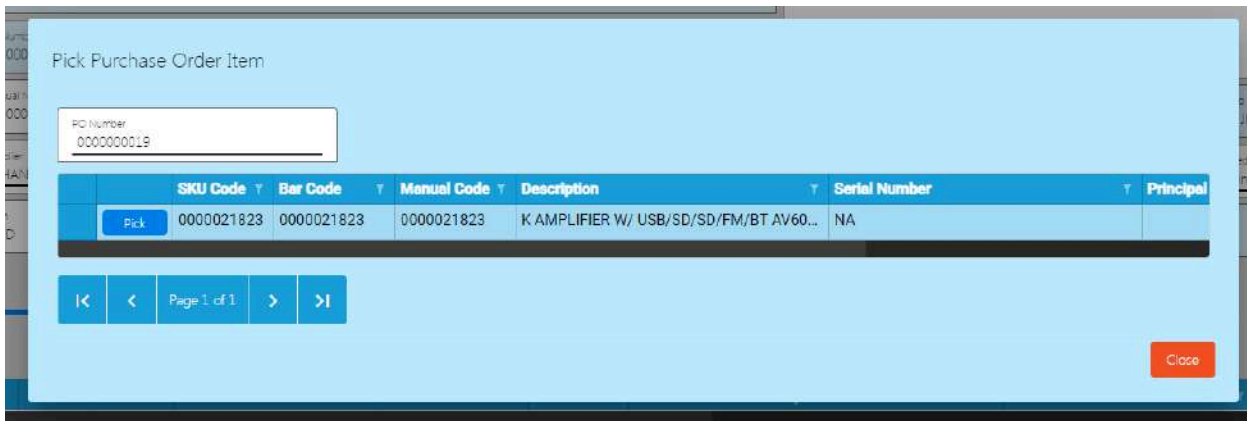 Pick Purchase Order Item
PO Number
0000000019
SKU Code Bar Code Manual Code Description Serial Number Principal
Pick 0000021823 0000021823 0000021823 K AMPLIFIER W/ USB/SD/SD/FM/BT AV60... NA
Page 1 of 1
Close